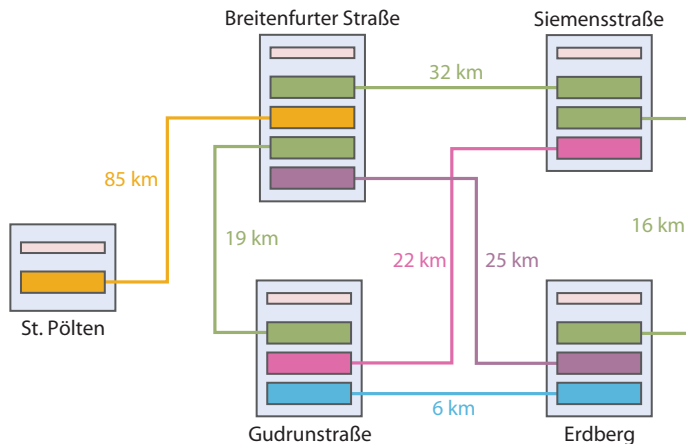 Breitenfurter Straße
Siemensstraße
32 km
85 km
19 km
22 km
25 km
16 km
St. Pölten
6 km
Gudrunstraße
Erdberg